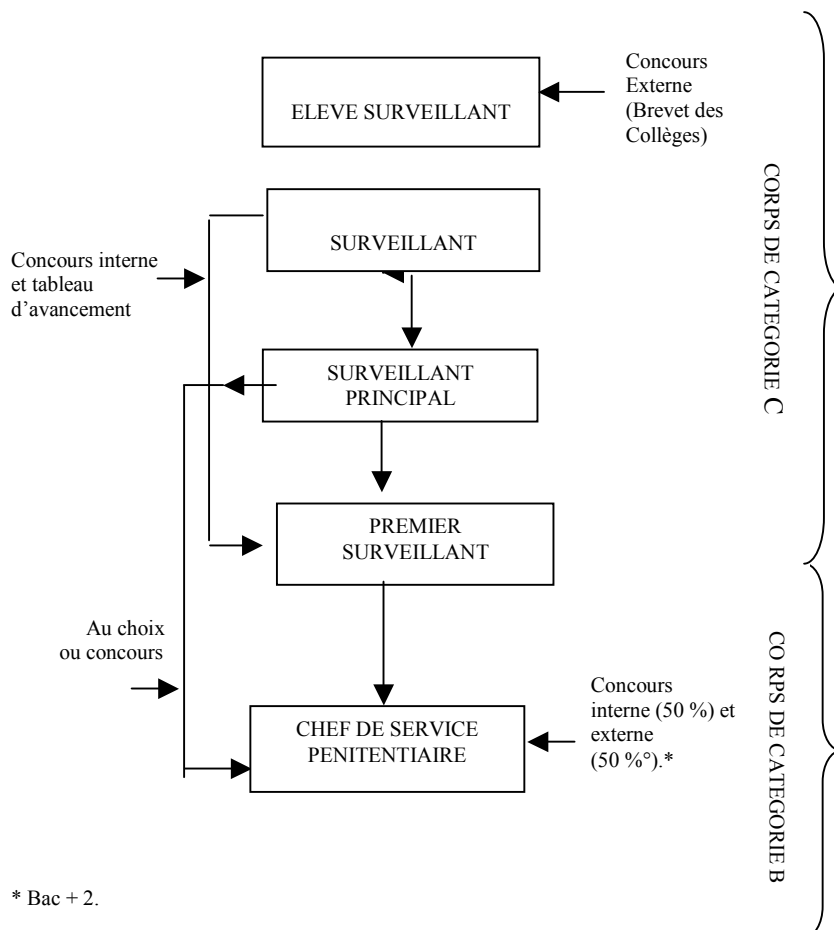 Concours
Externe
(Brevet des
Collèges)
ELEVE SURVEILLANT
SURVEILLANT
Concours interne
et tableau
d’avancement
SURVEILLANT
PRINCIPAL
CORPS DE CATEGORIE C
PREMIER
SURVEILLANT
Au choix
ou concours
CHEF DE SERVICE
PENITENTIAIRE
Concours
interne (50 %) et
externe
(50 %°).*
CO RPS DE CATEGORIE B
* Bac + 2.